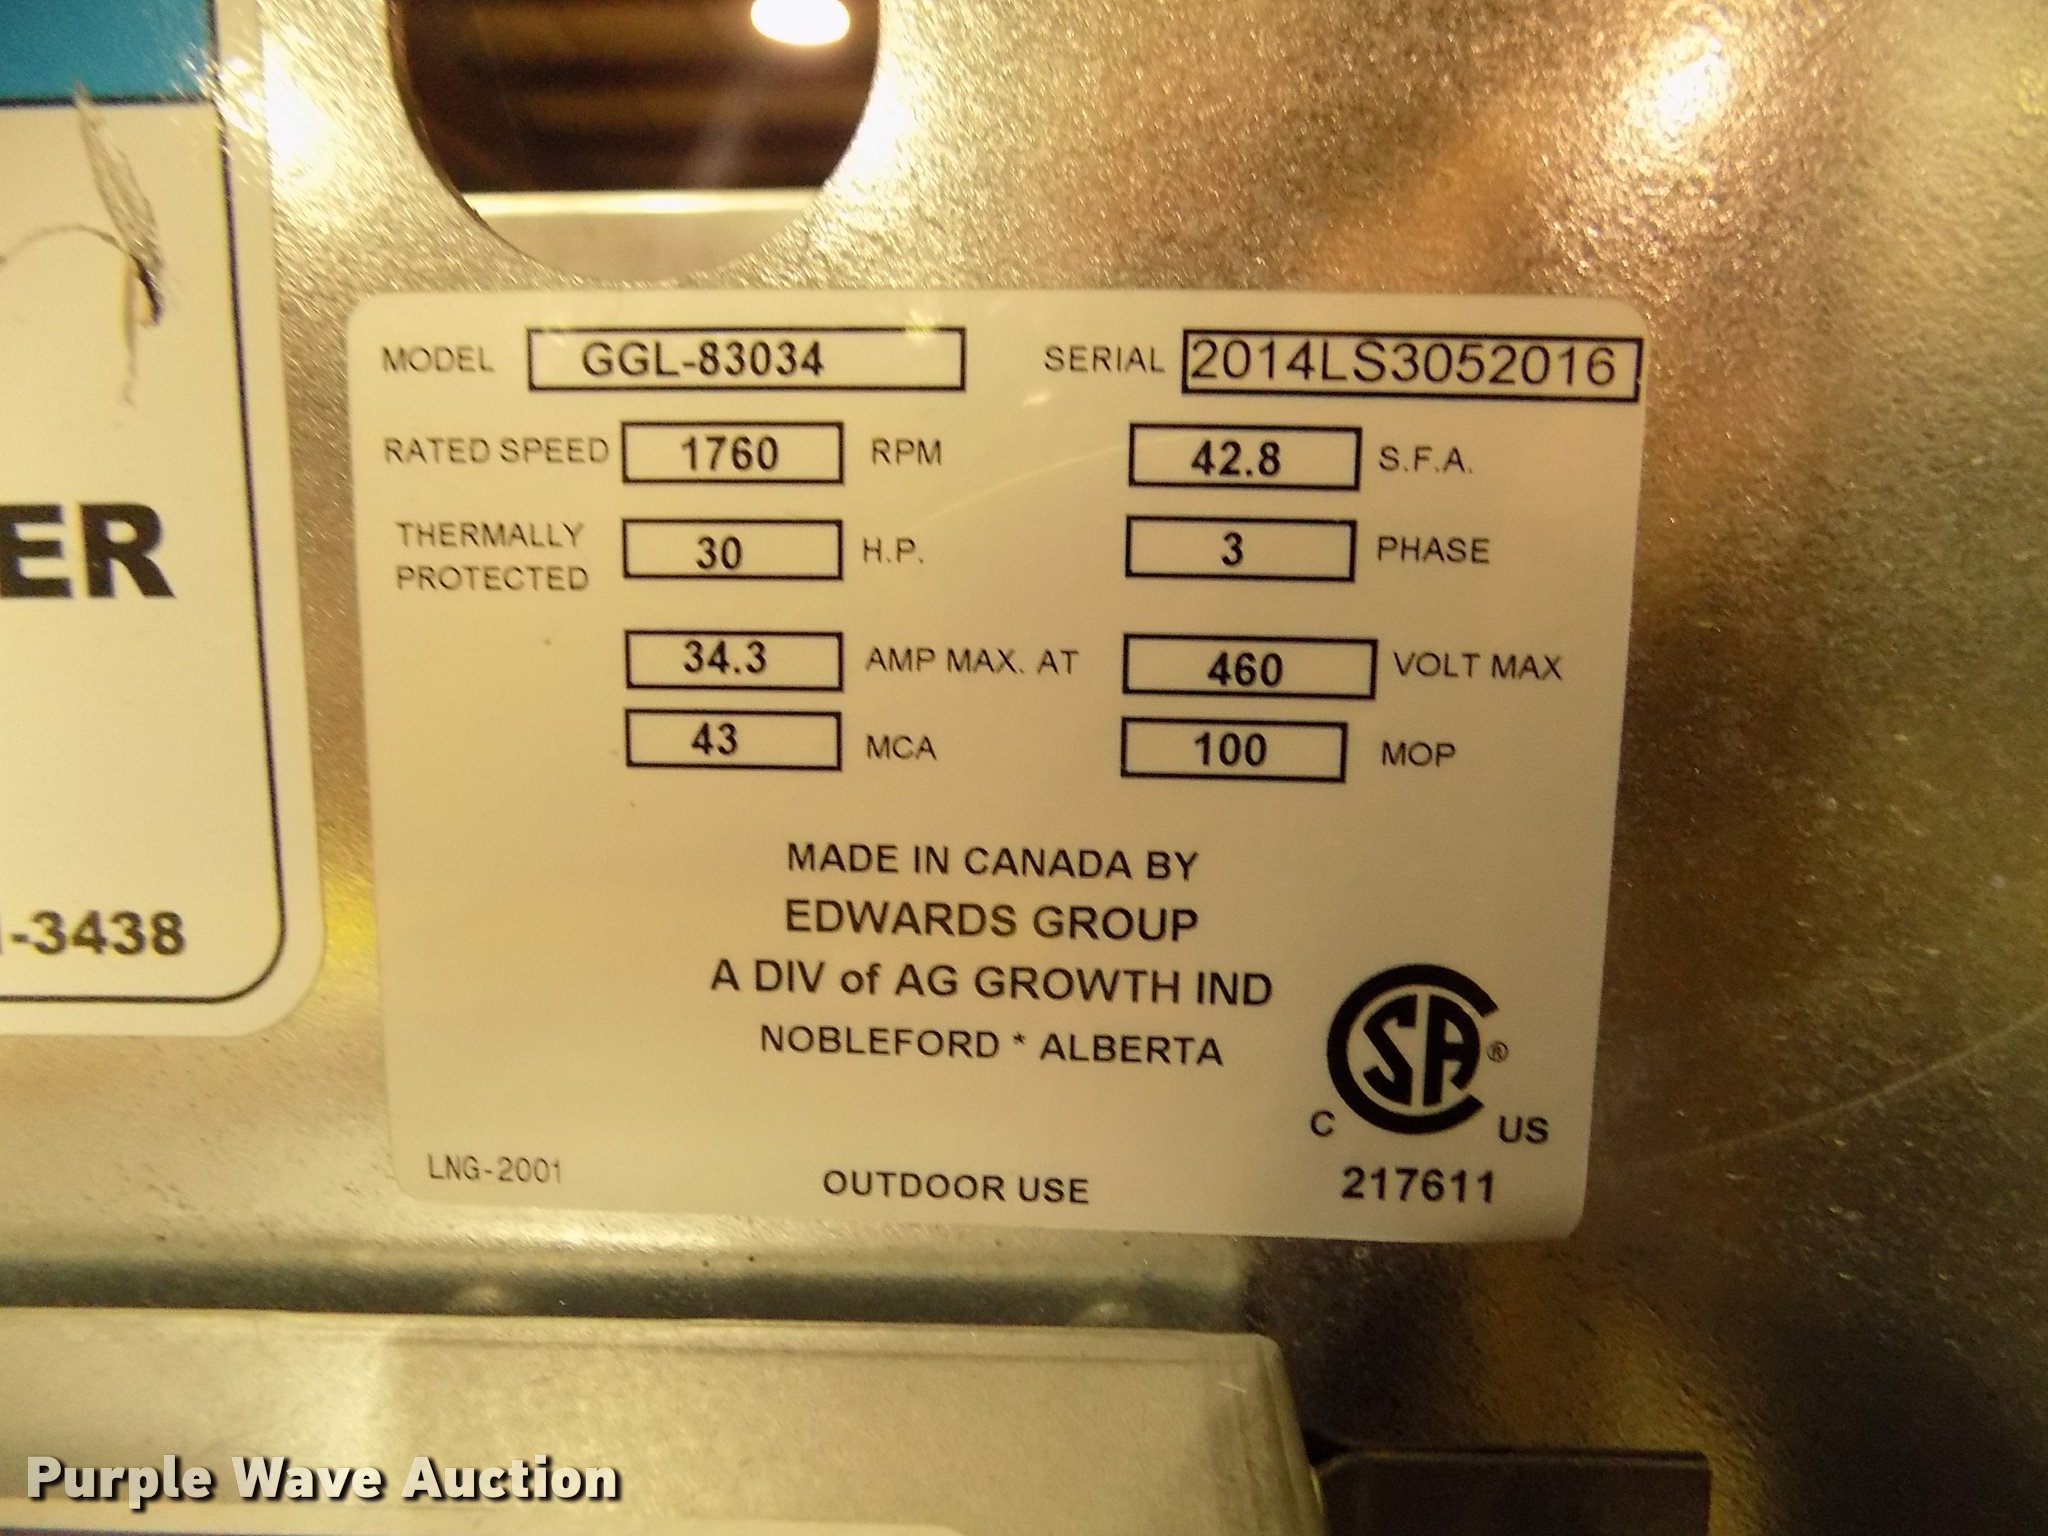 ER
-3438
MODEL GGL-83034 SERIAL 2014LS3052016
RATED SPEED 1760 RPM 42.8 S.F.A.
THERMALLY
PROTECTED 30 H.P. 3 PHASE
34.3 AMP MAX. AT 460 VOLT MAX
43 MCA 100 MOP
MADE IN CANADA BY
EDWARDS GROUP
A DIV of AG GROWTH IND
NOBLEFORD * ALBERTA
CSA®
C US
LNG-2001 OUTDOOR USE 217611
Purple Wave Auction